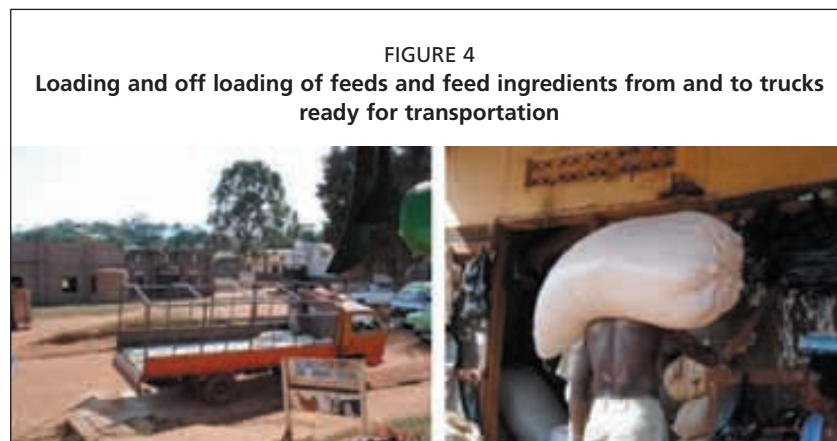 FIGURE 4
Loading and off loading of feeds and feed ingredients from and to trucks
ready for transportation